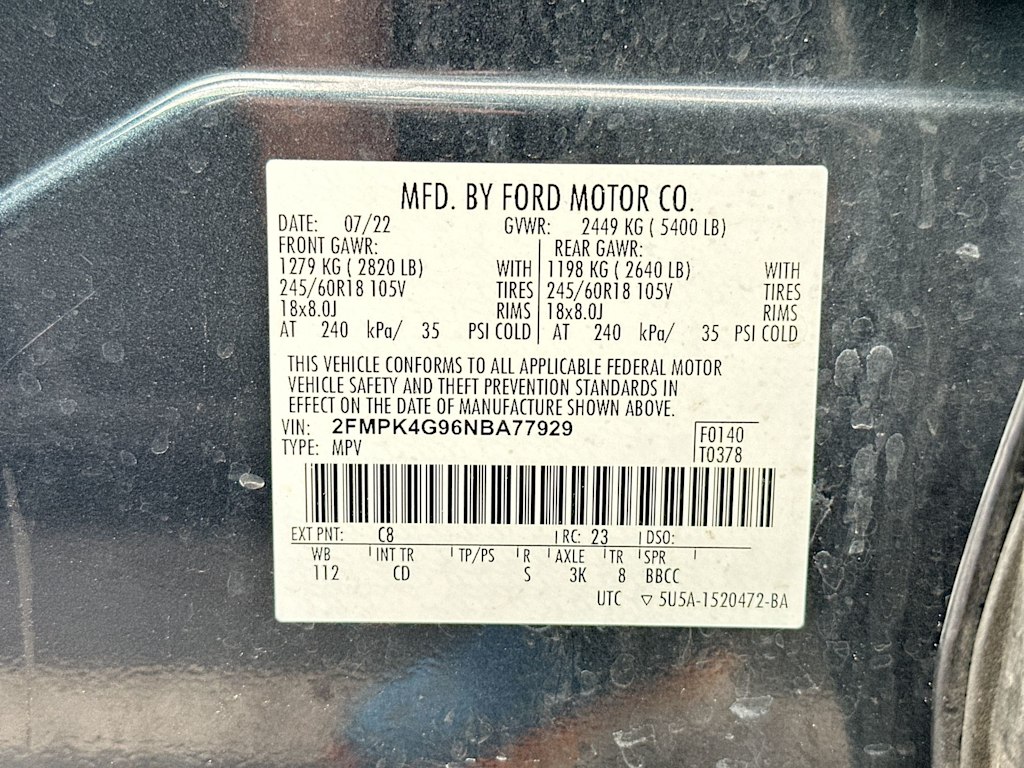 MFD. BY FORD MOTOR CO.
DATE: 07/22 GVWR: 2449 KG ( 5400 LB)
FRONT GAWR: REAR GAWR:
1279 KG ( 2820 LB) WITH 1198 KG ( 2640 LB) WITH
245/60R18 105V TIRES 245/60R18 105V TIRES
18x8.0J RIMS 18x8.0J RIMS
AT 240 kPa/ 35 PSI COLD AT 240 kPa/ 35 PSI COLD
THIS VEHICLE CONFORMS TO ALL APPLICABLE FEDERAL MOTOR
VEHICLE SAFETY AND THEFT PREVENTION STANDARDS IN
EFFECT ON THE DATE OF MANUFACTURE SHOWN ABOVE.
VIN: 2FMPK4G96NBA77929 F0140
TYPE: MPV T0378
EXT PNT: C8 RC: 23 DSO:
WB INT TR TP/PS R AXLE TR SPR
112 CD S 3K 8 BBCC
UTC ▽ 5U5A-1520472-BA